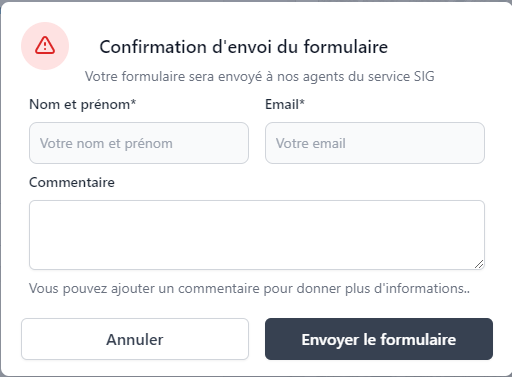 Confirmation d'envoi du formulaire
Votre formulaire sera envoyé à nos agents du service SIG
Nom et prénom* Email*
Votre nom et prénom Votre email
Commentaire
Vous pouvez ajouter un commentaire pour donner plus d'informations..
Annuler Envoyer le formulaire